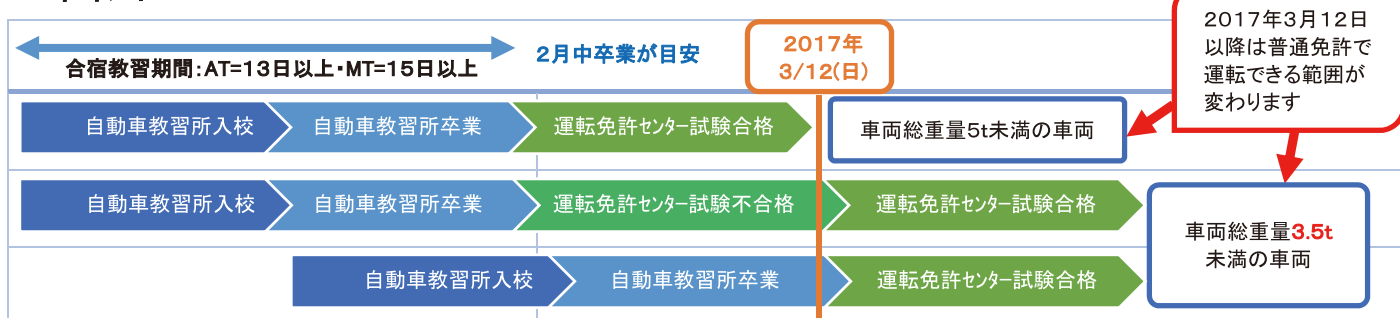 2017年3月12日
以降は普通免許で
運転できる範囲が
変わります
合宿教習期間：AT=13日以上・MT=15日以上
2月中卒業が目安
2017年
3/12(日)
自動車教習所入校
自動車教習所卒業
運転免許センター試験合格
車両総重量5t未満の車両
自動車教習所入校
自動車教習所卒業
運転免許センター試験不合格
運転免許センター試験合格
車両総重量3.5t
未満の車両
自動車教習所入校
自動車教習所卒業
運転免許センター試験合格